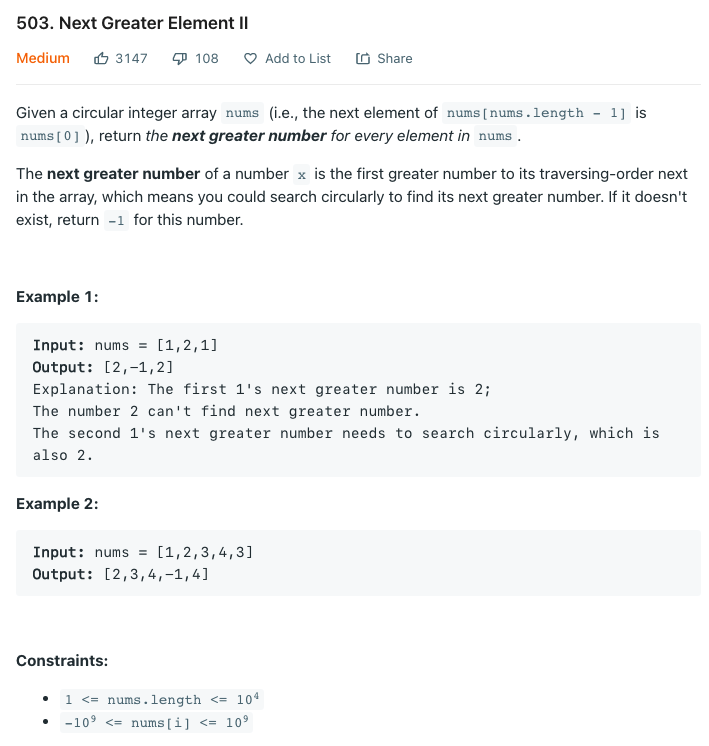 503. Next Greater Element II
Medium 3147 108 Add to List Share
Given a circular integer array nums (i.e., the next element of nums[nums.length - 1] is
nums[0]), return the next greater number for every element in nums.
The next greater number of a number x is the first greater number to its traversing-order next
in the array, which means you could search circularly to find its next greater number. If it doesn't
exist, return -1 for this number.
Example 1:
Input: nums = [1,2,1]
Output: [2,-1,2]
Explanation: The first 1's next greater number is 2;
The number 2 can't find next greater number.
The second 1's next greater number needs to search circularly, which is
also 2.
Example 2:
Input: nums = [1,2,3,4,3]
Output: [2,3,4,-1,4]
Constraints:
• 1 <= nums.length <= 10⁴
• -10⁹ <= nums[i] <= 10⁹